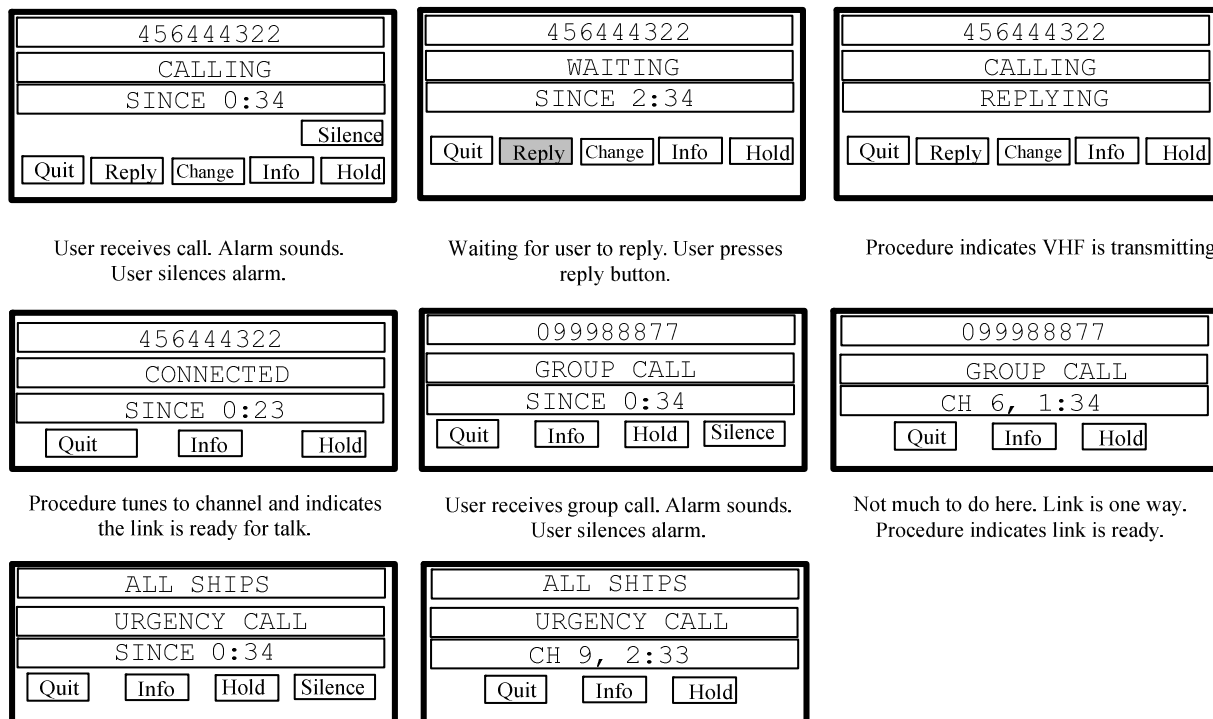 456444322
CALLING
SINCE 0:34
Silence
Quit Reply Change Info Hold
User receives call. Alarm sounds.
User silences alarm.
456444322
WAITING
SINCE 2:34
Quit Reply Change Info Hold
Waiting for user to reply. User presses
reply button.
456444322
CALLING
REPLYING
Quit Reply Change Info Hold
Procedure indicates VHF is transmitting
456444322
CONNECTED
SINCE 0:23
Quit Info Hold
Procedure tunes to channel and indicates
the link is ready for talk.
099988877
GROUP CALL
SINCE 0:34
Quit Info Hold Silence
User receives group call. Alarm sounds.
User silences alarm.
099988877
GROUP CALL
CH 6, 1:34
Quit Info Hold
Not much to do here. Link is one way.
Procedure indicates link is ready.
ALL SHIPS
URGENCY CALL
SINCE 0:34
Quit Info Hold Silence
ALL SHIPS
URGENCY CALL
CH 9, 2:33
Quit Info Hold